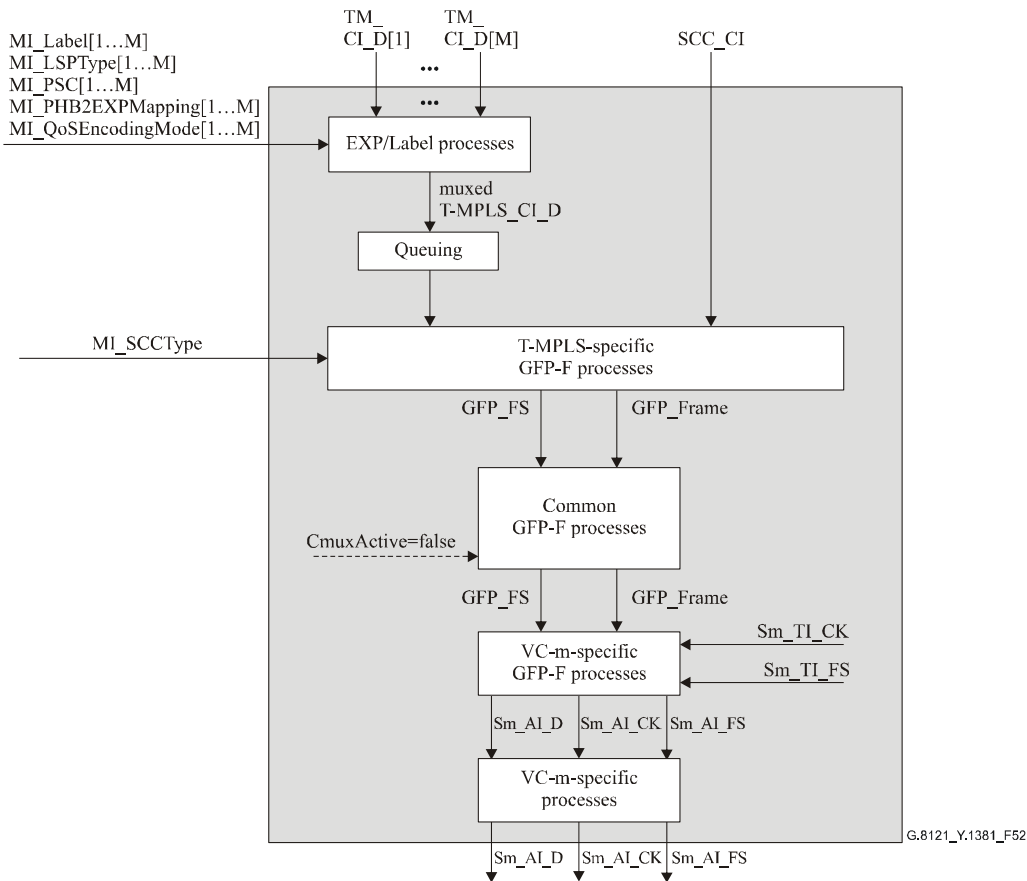 TM_
CI_D[1]
TM_
CI_D[M]
SCC_CI
MI_Label[1...M]
MI_LSPType[1...M]
MI_PSC[1...M]
MI_PHB2EXPMapping[1...M]
MI_QoSEncodingMode[1...M]
...
...
EXP/Label processes
muxed
T-MPLS_CI_D
Queuing
MI_SCCType
T-MPLS-specific
GFP-F processes
GFP_FS
GFP_Frame
Common
GFP-F processes
CmuxActive=false
GFP_FS
GFP_Frame
VC-m-specific
GFP-F processes
Sm_TI_CK
Sm_TI_FS
Sm_AI_D
Sm_AI_CK
Sm_AI_FS
VC-m-specific
processes
G.8121_Y.1381_F52
Sm_AI_D
Sm_AI_CK
Sm_AI_FS